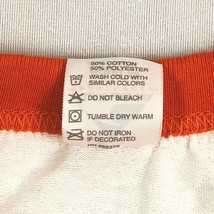 50% COTTON
50% POLYESTER
WASH COLD WITH
SIMILAR COLORS
DO NOT BLEACH
TUMBLE DRY WARM
DO NOT IRON
IF DECORATED